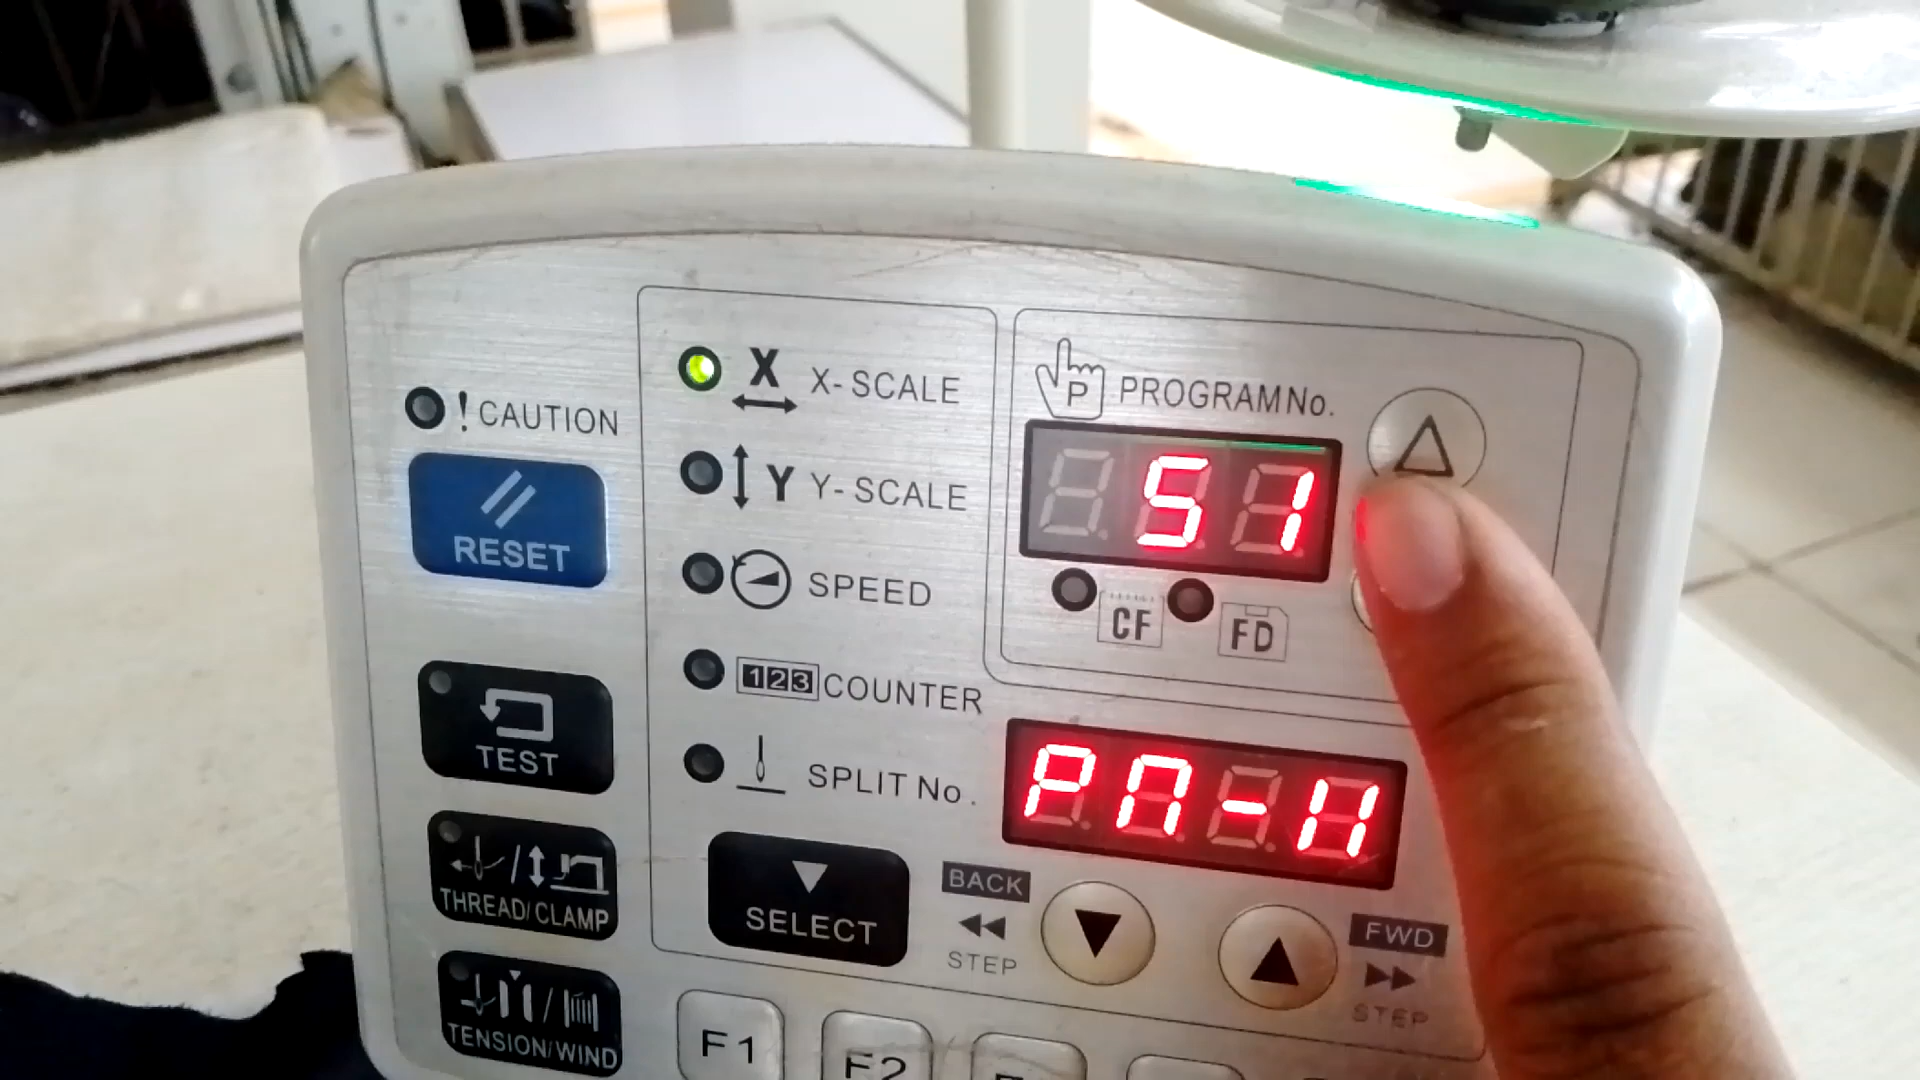 ! CAUTION
RESET
TEST
THREAD/CLAMP
TENSION/WIND
X X-SCALE
Y Y-SCALE
SPEED
123 COUNTER
SPLIT No.
SELECT
P PROGRAM No.
51
CF FD
Pn-H
BACK
STEP
FWD
STEP
F1
F2